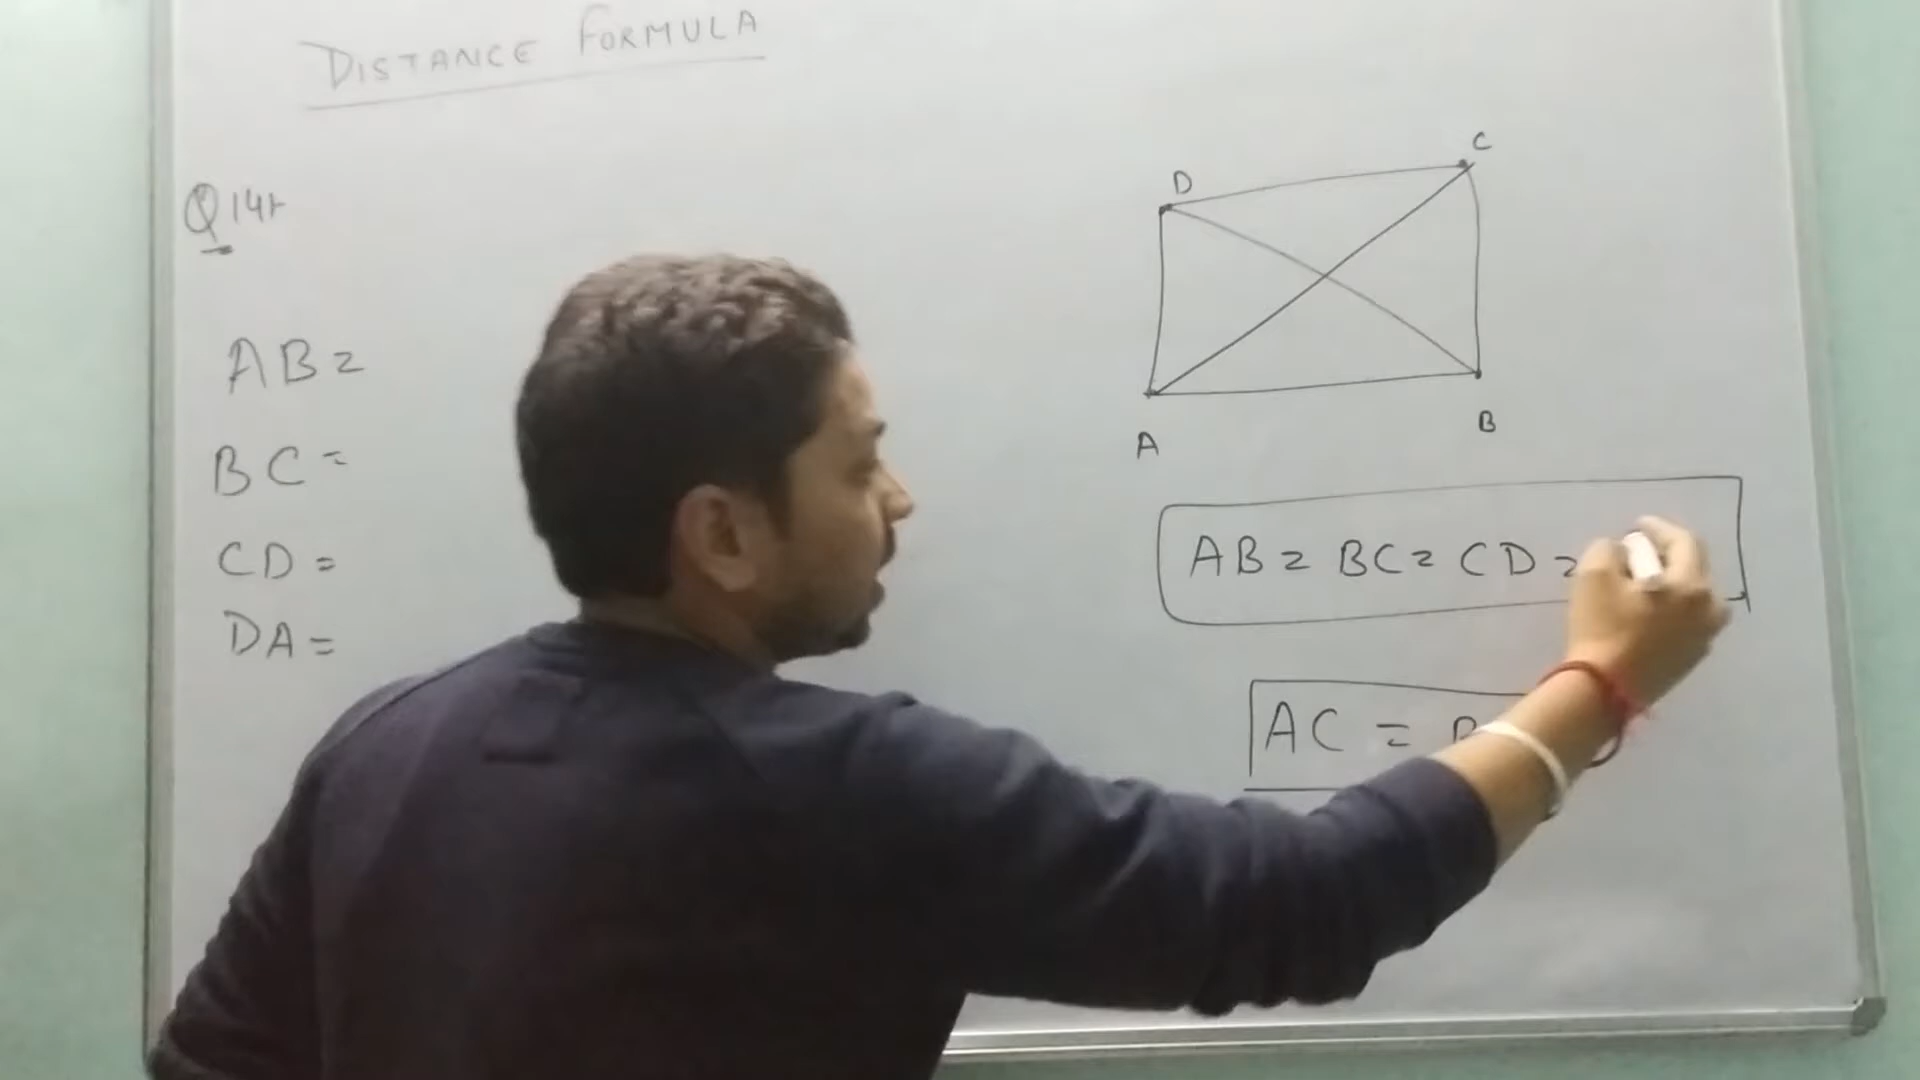 DISTANCE FORMULA
Q14
AB=
BC=
CD=
DA=
D
C
A
B
AB = BC = CD =
AC =